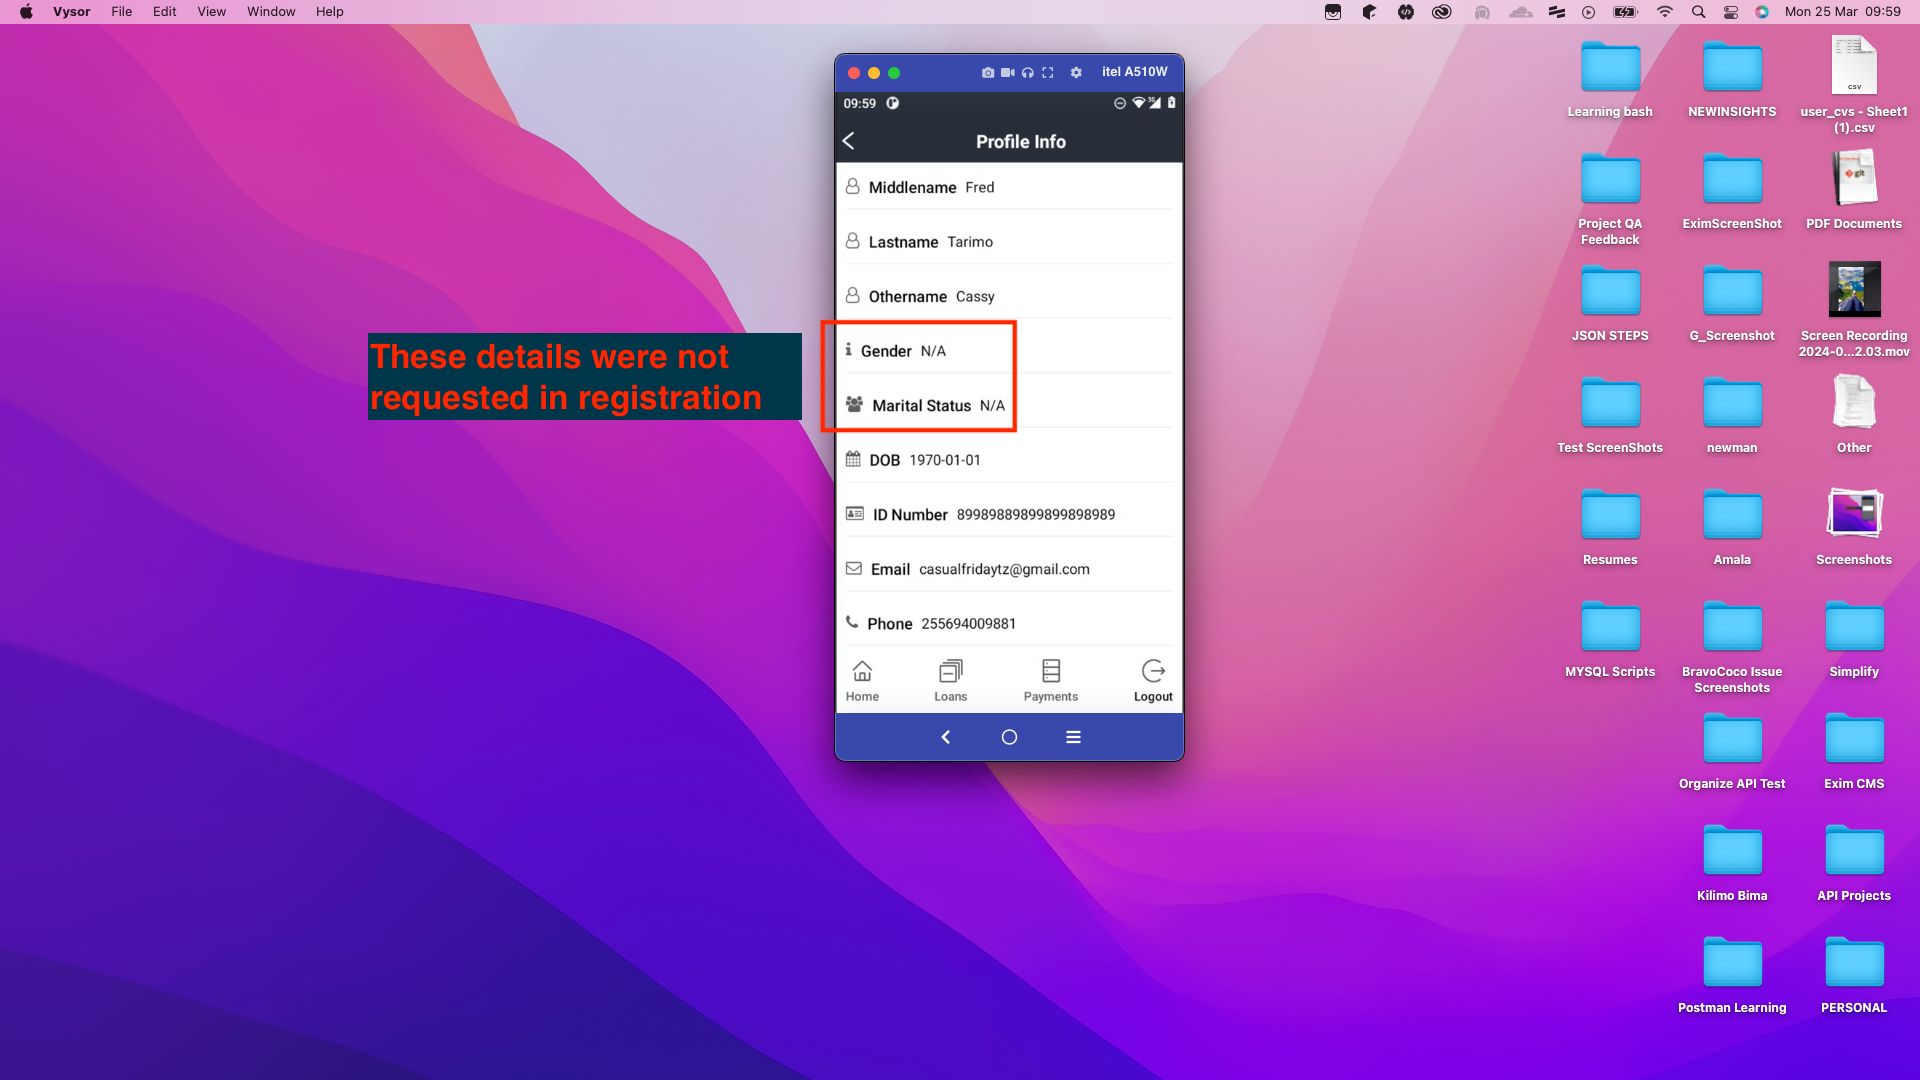 Vysor File Edit View Window Help
Mon 25 Mar 09:59
itel A510W
09:59
3G
Profile Info
Middlename Fred
Lastname Tarimo
Othername Cassy
Gender N/A
Marital Status N/A
DOB 1970-01-01
ID Number 89989889899899898989
Email casualfridaytz@gmail.com
Phone 255694009881
Home Loans Payments Logout
These details were not
requested in registration
Learning bash
NEWINSIGHTS
CSV
user_cvs - Sheet1
(1).csv
Project QA
Feedback
EximScreenShot
git
PDF Documents
JSON STEPS
G_Screenshot
Screen Recording
2024-0...2.03.mov
Test ScreenShots
newman
Other
Resumes
Amala
Screenshots
MYSQL Scripts
BravoCoco Issue
Screenshots
Simplify
Organize API Test
Exim CMS
Kilimo Bima
API Projects
Postman Learning
PERSONAL